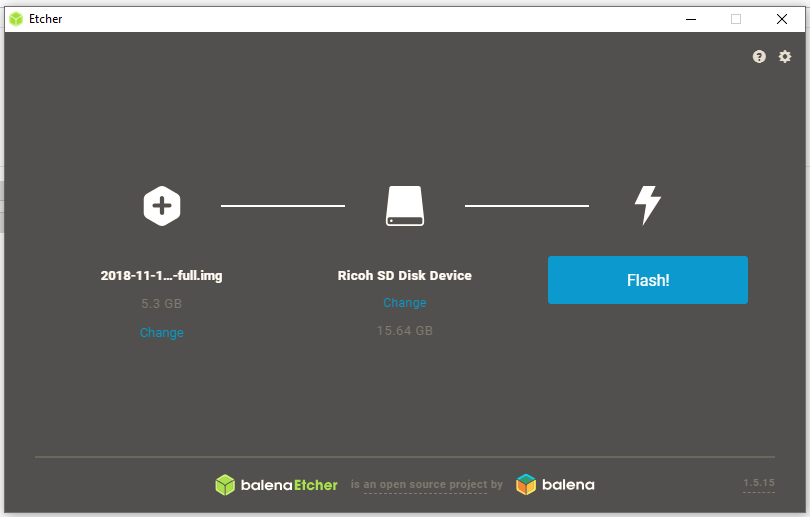 Etcher
2018-11-1...-full.img
5.3 GB
Change
Ricoh SD Disk Device
Change
15.64 GB
Flash!
balenaEtcher is an open source project by balena 1.5.15